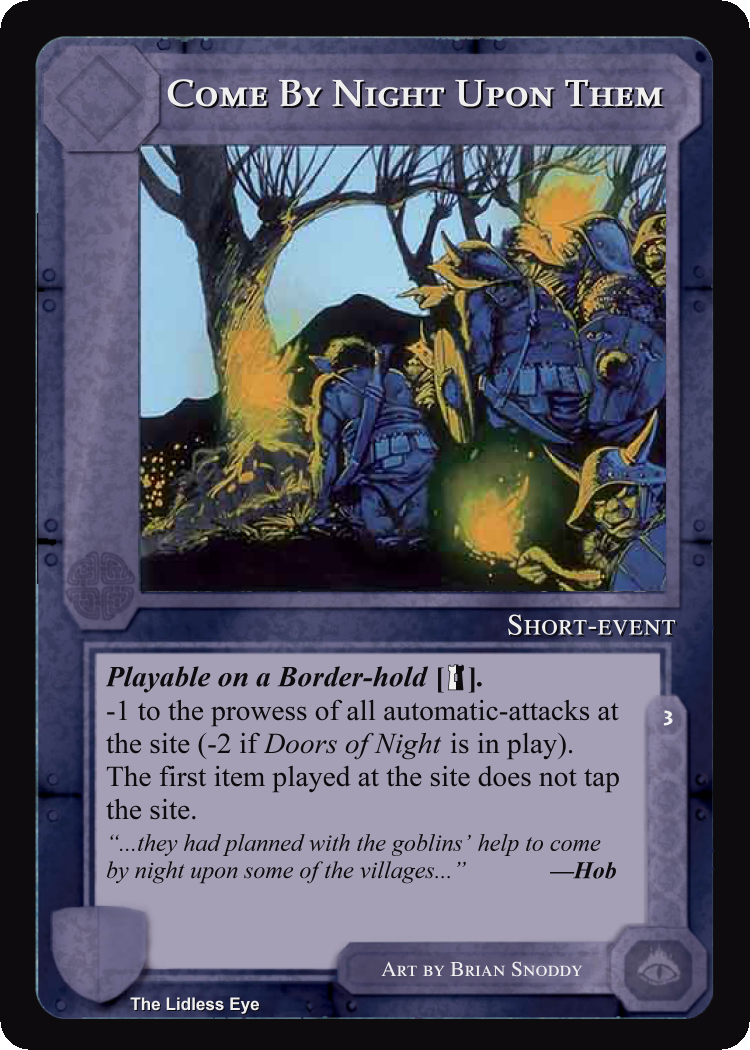 Come By Night Upon Them
Short-event
Playable on a Border-hold [ ].
-1 to the prowess of all automatic-attacks at
the site (-2 if Doors of Night is in play).
The first item played at the site does not tap
the site.
3
“...they had planned with the goblins’ help to come
by night upon some of the villages...” —Hob
Art by Brian Snoddy
The Lidless Eye